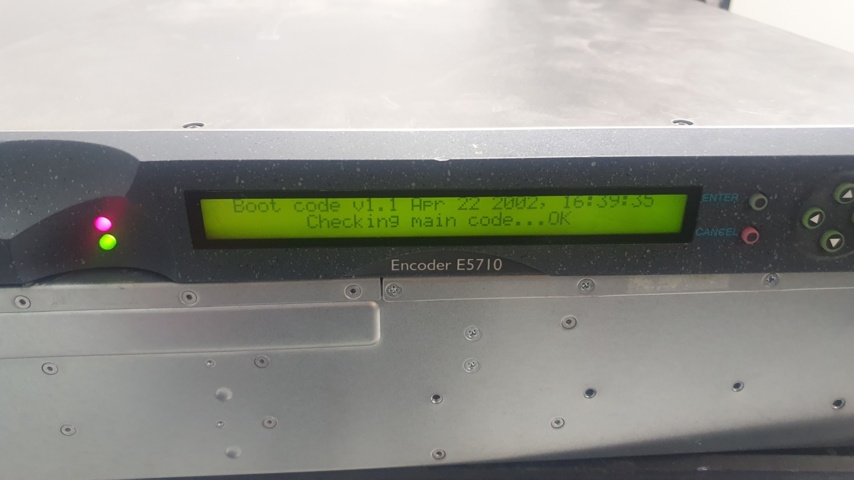 Boot code v1.1 Apr 22 2002, 16:39:35
Checking main code...OK
ENTER
CANCEL
Encoder E5710